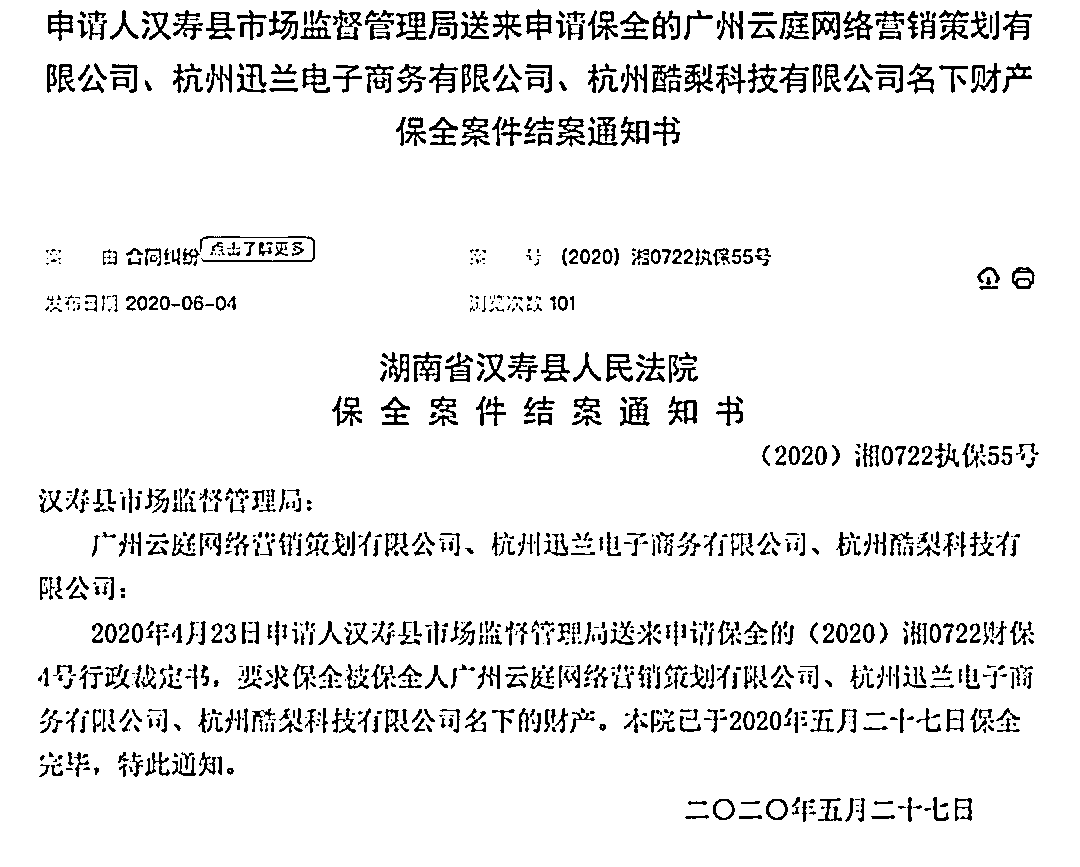 申请人汉寿县市场监督管理局送来申请保全的广州云庭网络营销策划有
限公司、杭州迅兰电子商务有限公司、杭州酷梨科技有限公司名下财产
保全案件结案通知书
案 由 合同纠纷 点击了解更多 案 号 (2020) 湘0722执保55号
发布日期 2020-06-04 浏览次数 101
湖南省汉寿县人民法院
保 全 案 件 结 案 通 知 书
（2020）湘0722执保55号
汉寿县市场监督管理局：
广州云庭网络营销策划有限公司、杭州迅兰电子商务有限公司、杭州酷梨科技有
限公司：
2020年4月23日申请人汉寿县市场监督管理局送来申请保全的（2020）湘0722财保
4号行政裁定书，要求保全被保全人广州云庭网络营销策划有限公司、杭州迅兰电子商
务有限公司、杭州酷梨科技有限公司名下的财产。本院已于2020年五月二十七日保全
完毕，特此通知。
二〇二〇年五月二十七日